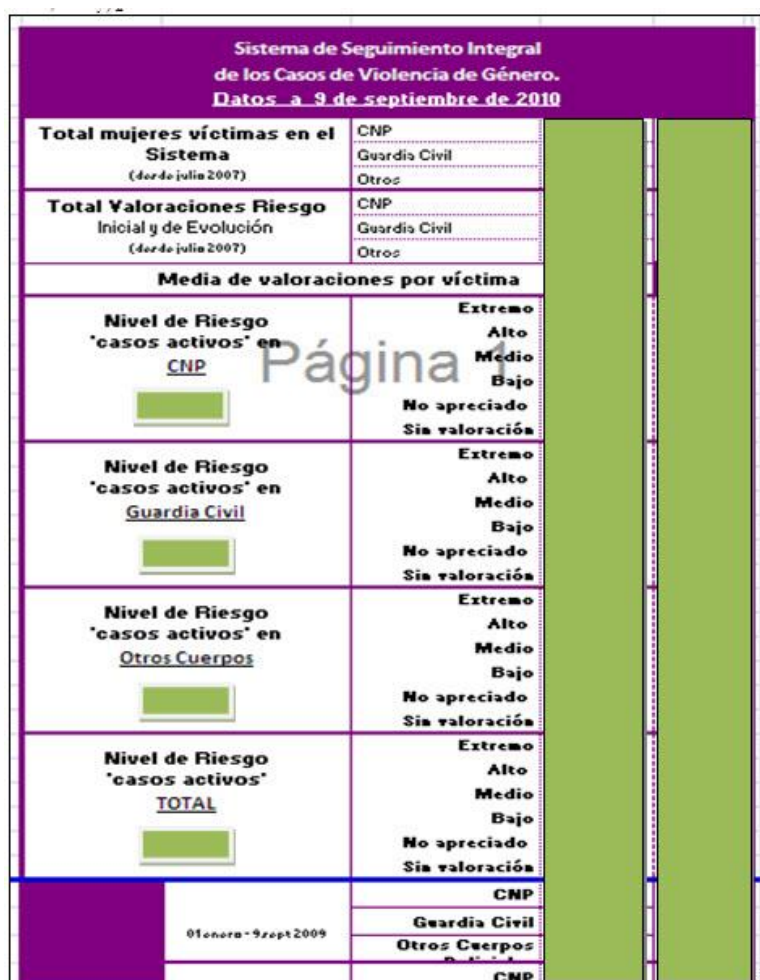 Sistema de Seguimiento Integral
de los Casos de Violencia de Género.
Datos a 9 de septiembre de 2010
Total mujeres víctimas en el
Sistema
(desde julio 2007)
CNP
Guardia Civil
Otros
Total Valoraciones Riesgo
Inicial y de Evolución
(desde julio 2007)
CNP
Guardia Civil
Otros
Media de valoraciones por víctima
Nivel de Riesgo
'casos activos' en
CNP
Extremo
Alto
Medio
Bajo
No apreciado
Sin valoración
Página 1
Nivel de Riesgo
'casos activos' en
Guardia Civil
Extremo
Alto
Medio
Bajo
No apreciado
Sin valoración
Nivel de Riesgo
'casos activos' en
Otros Cuerpos
Extremo
Alto
Medio
Bajo
No apreciado
Sin valoración
Nivel de Riesgo
'casos activos'
TOTAL
Extremo
Alto
Medio
Bajo
No apreciado
Sin valoración
01 enero - 9 sept 2009
CNP
Guardia Civil
Otros Cuerpos
CNP